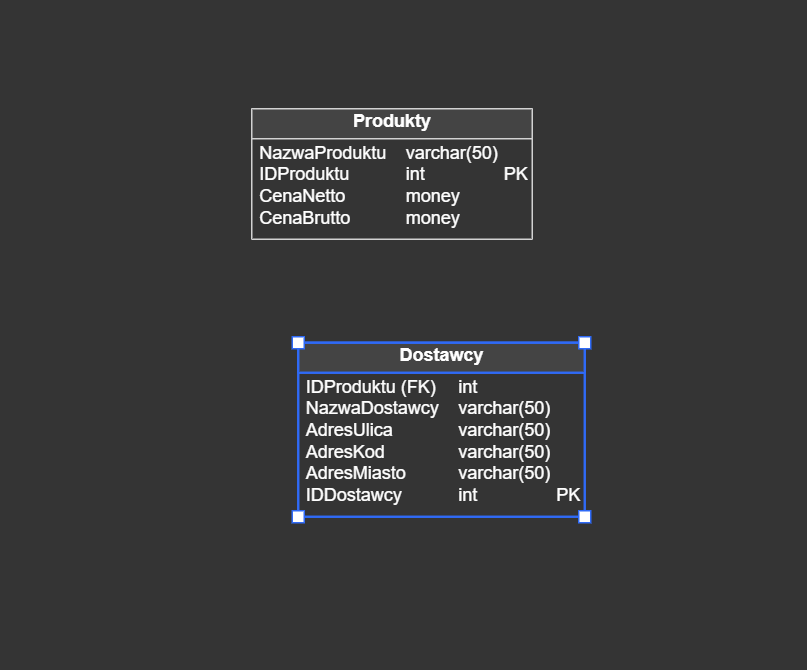 Produkty
NazwaProduktu varchar(50)
IDProduktu int PK
CenaNetto money
CenaBrutto money
Dostawcy
IDProduktu (FK) int
NazwaDostawcy varchar(50)
AdresUlica varchar(50)
AdresKod varchar(50)
AdresMiasto varchar(50)
IDDostawcy int PK